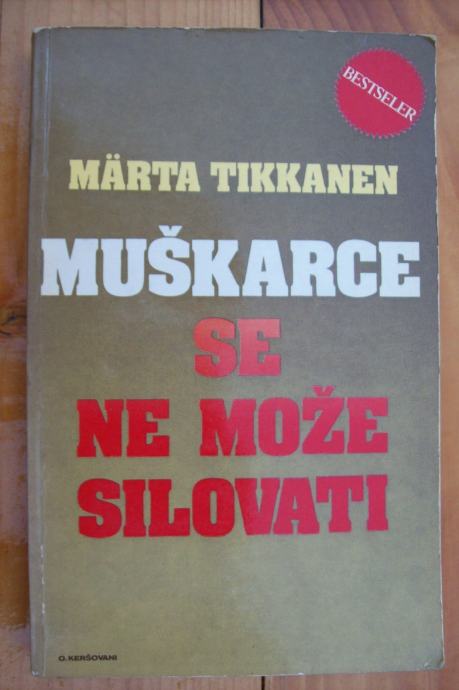 BESTSELER
MÄRTA TIKKANEN
MUŠKARCE
SE
NE MOŽE
SILOVATI
O. KERŠOVANI